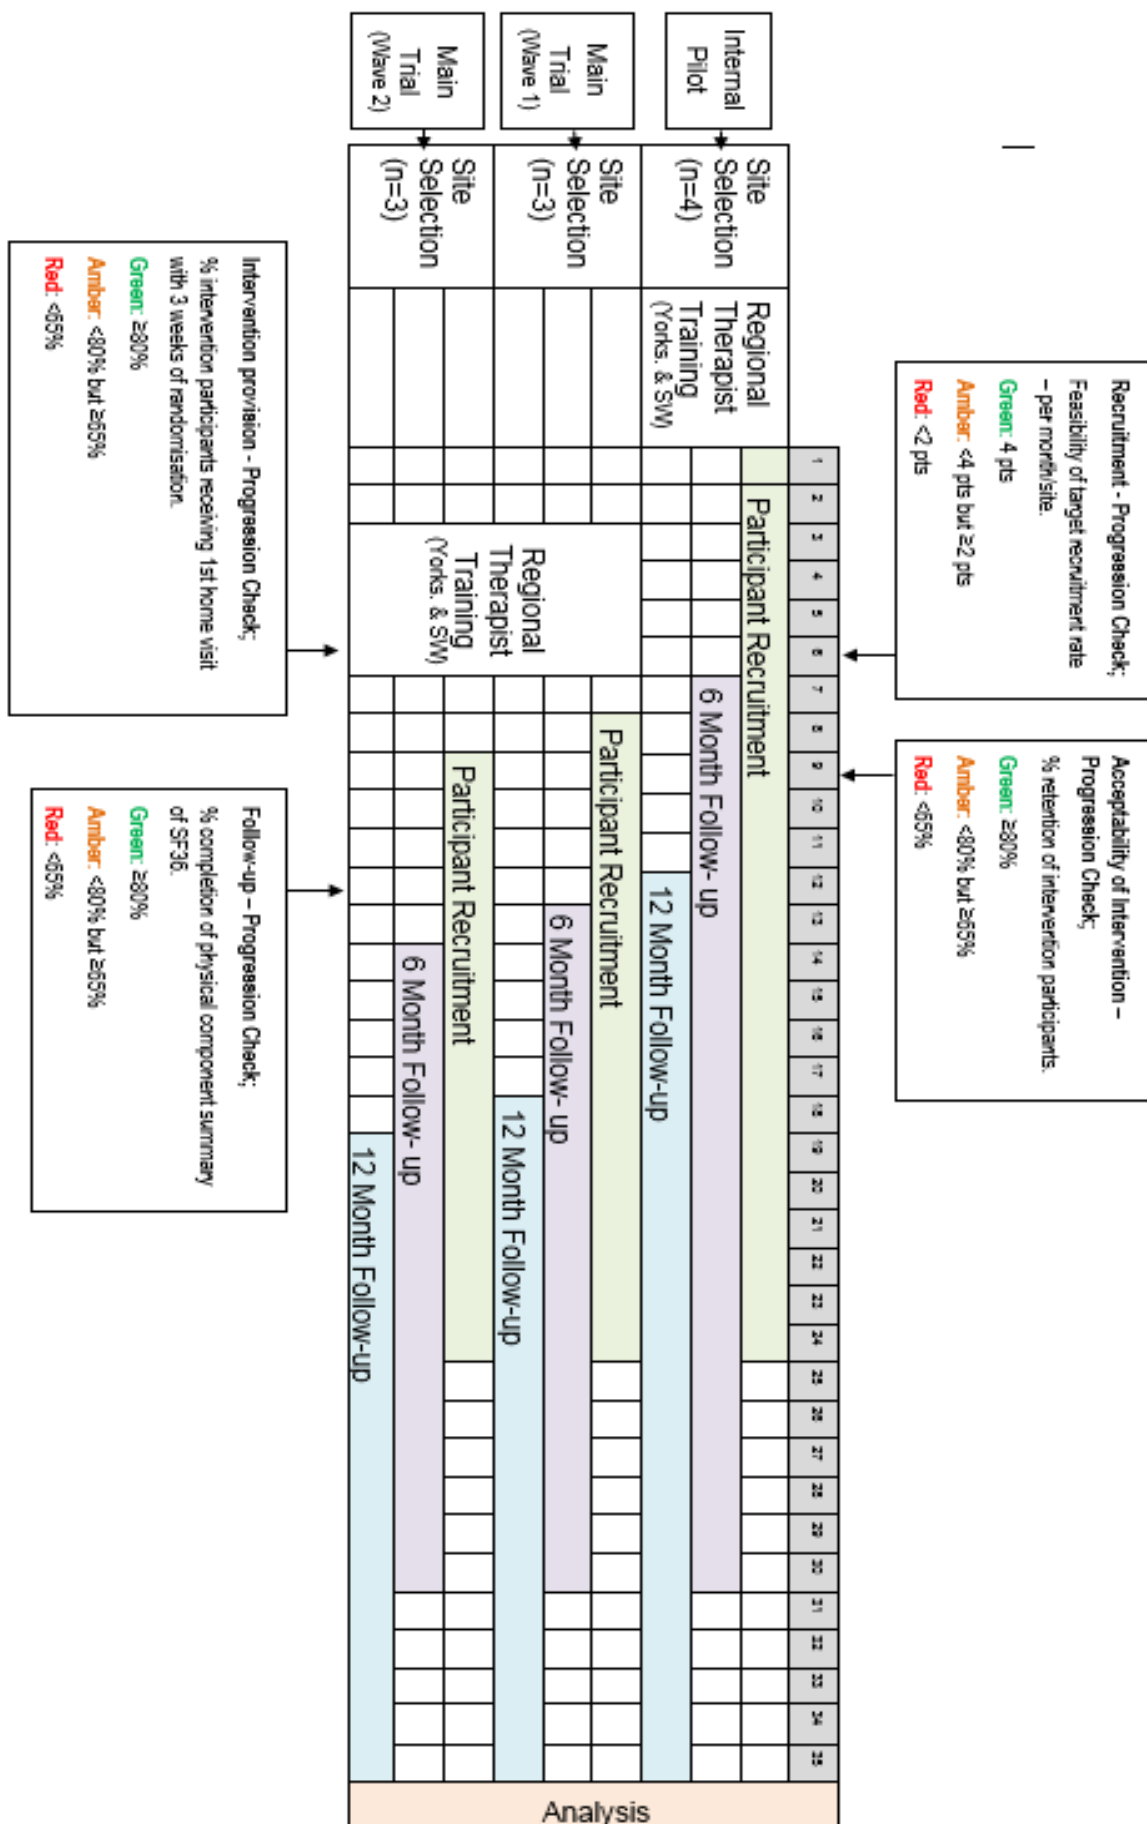 Recruitment - Progression Check;
Feasibility of target recruitment rate
– per month/site.
Green: 4 pts
Amber: <4 pts but ≥2 pts
Red: <2 pts
Acceptability of Intervention –
Progression Check;
% retention of intervention participants.
Green: ≥80%
Amber: <80% but ≥65%
Red: <65%
1 2 3 4 5 6 7 8 9 10 11 12 13 14 15 16 17 18 19 20 21 22 23 24 25 26 27 28 29 30 31 32 33 34 35
Internal
Pilot
Site
Selection
(n=4)
Regional
Therapist
Training
(Yorks. & SW)
Participant Recruitment
6 Month Follow- up
12 Month Follow-up
Main
Trial
(Wave 1)
Site
Selection
(n=3)
Participant Recruitment
6 Month Follow- up
12 Month Follow-up
Regional
Therapist
Training
(Yorks. & SW)
Main
Trial
(Wave 2)
Site
Selection
(n=3)
Participant Recruitment
6 Month Follow- up
12 Month Follow-up
Analysis
Intervention provision - Progression Check;
% intervention participants receiving 1st home visit
with 3 weeks of randomisation.
Green: ≥80%
Amber: <80% but ≥65%
Red: <65%
Follow-up – Progression Check;
% completion of physical component summary
of SF36.
Green: ≥80%
Amber: <80% but ≥65%
Red: <65%